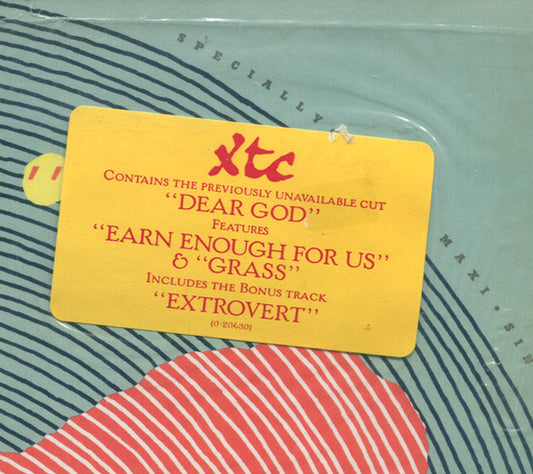 SPECIALLY
MAXI • SIN
xtc
CONTAINS THE PREVIOUSLY UNAVAILABLE CUT
“DEAR GOD”
FEATURES
“EARN ENOUGH FOR US”
& “GRASS”
INCLUDES THE BONUS TRACK
“EXTROVERT”
(0-20630)